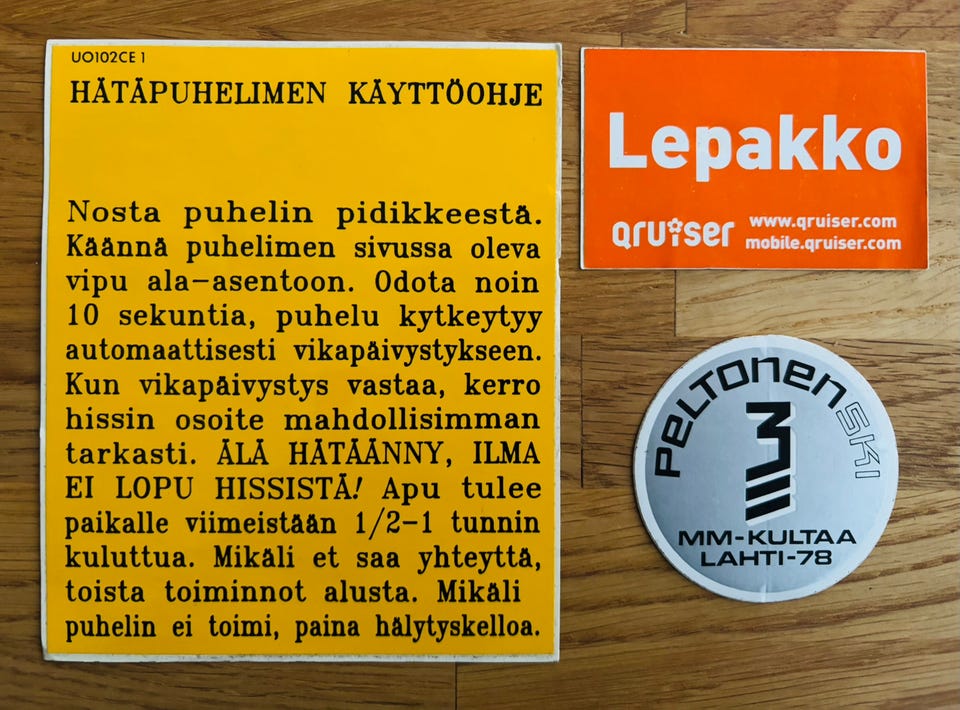 UO102CE 1
HÄTÄPUHELIMEN KÄYTTÖOHJE
Nosta puhelin pidikkeestä.
Käännä puhelimen sivussa oleva
vipu ala-asentoon. Odota noin
10 sekuntia, puhelu kytkeytyy
automaattisesti vikapäivystykseen.
Kun vikapäivystys vastaa, kerro
hissin osoite mahdollisimman
tarkasti. ÄLÄ HÄTÄÄNNY, ILMA
EI LOPU HISSISTÄ! Apu tulee
paikalle viimeistään 1/2-1 tunnin
kuluttua. Mikäli et saa yhteyttä,
toista toiminnot alusta. Mikäli
puhelin ei toimi, paina hälytyskelloa.
Lepakko
qruiser
www.qruiser.com
mobile.qruiser.com
PELTONEN SKI
MM-KULTAA
LAHTI-78